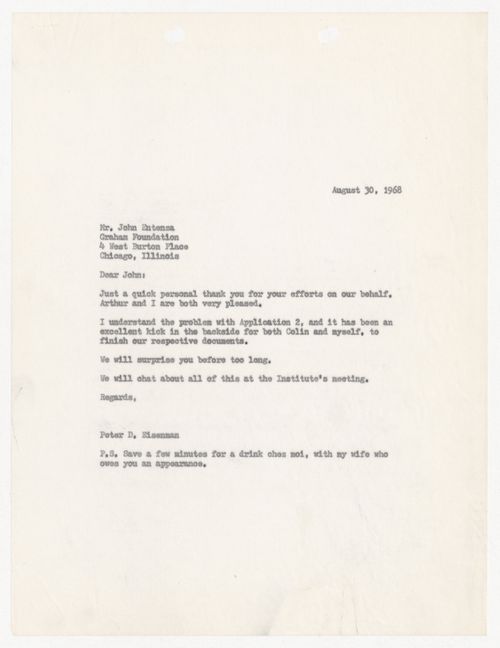 August 30, 1968
Mr. John Entenza
Graham Foundation
4 West Burton Place
Chicago, Illinois
Dear John:
Just a quick personal thank you for your efforts on our behalf.
Arthur and I are both very pleased.
I understand the problem with Application 2, and it has been an
excellent kick in the backside for both Colin and myself, to
finish our respective documents.
We will surprise you before too long.
We will chat about all of this at the Institute's meeting.
Regards,
Peter D. Eisenman
P.S. Save a few minutes for a drink chez moi, with my wife who
owes you an appearance.